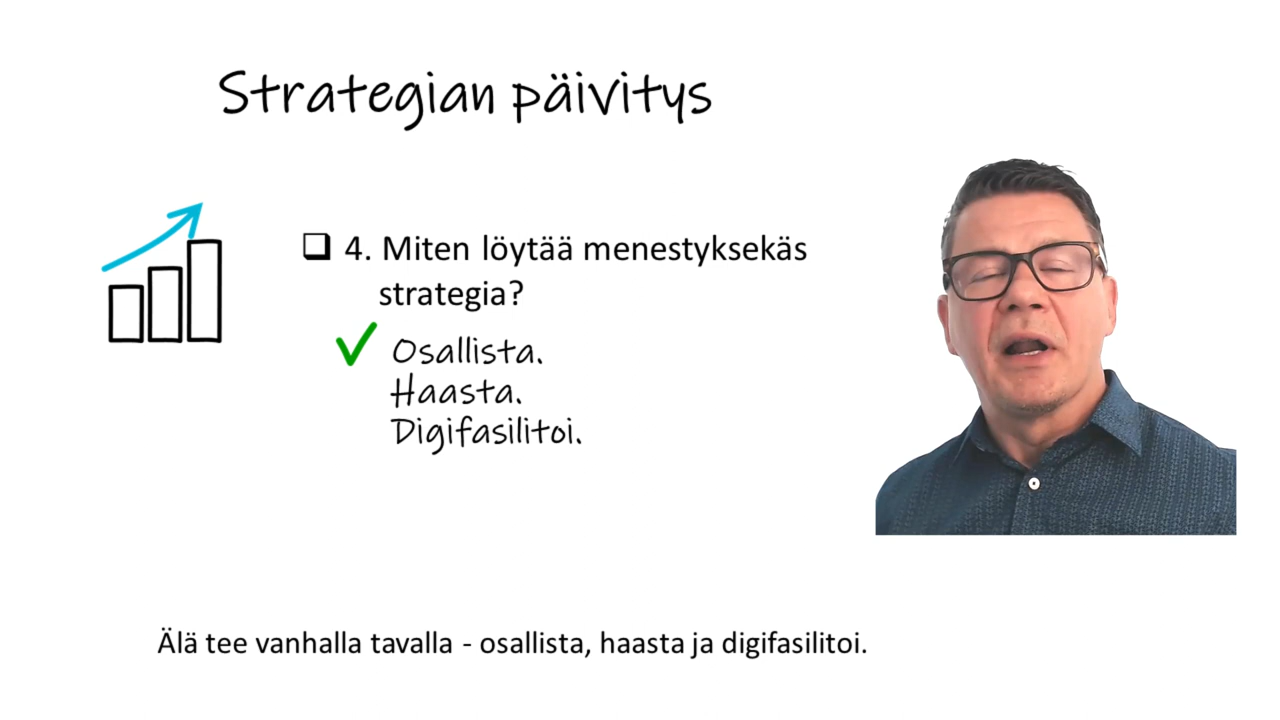 Strategian päivitys
4. Miten löytää menestyksekäs
strategia?
Osallista.
Haasta.
Digifasilitoi.
Älä tee vanhalla tavalla - osallista, haasta ja digifasilitoi.